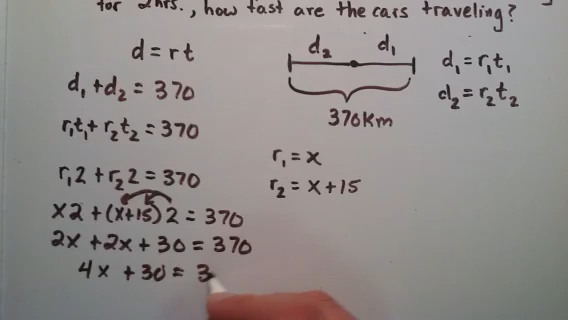 for 2hrs., how fast are the cars traveling?
d = rt
d₁ + d₂ = 370
r₁t₁ + r₂t₂ = 370
r₁2 + r₂2 = 370
x2 + (x+15)2 = 370
2x + 2x + 30 = 370
4x + 30 = 3
d₂ d₁
370Km
d₁ = r₁t₁
d₂ = r₂t₂
r₁ = x
r₂ = x + 15